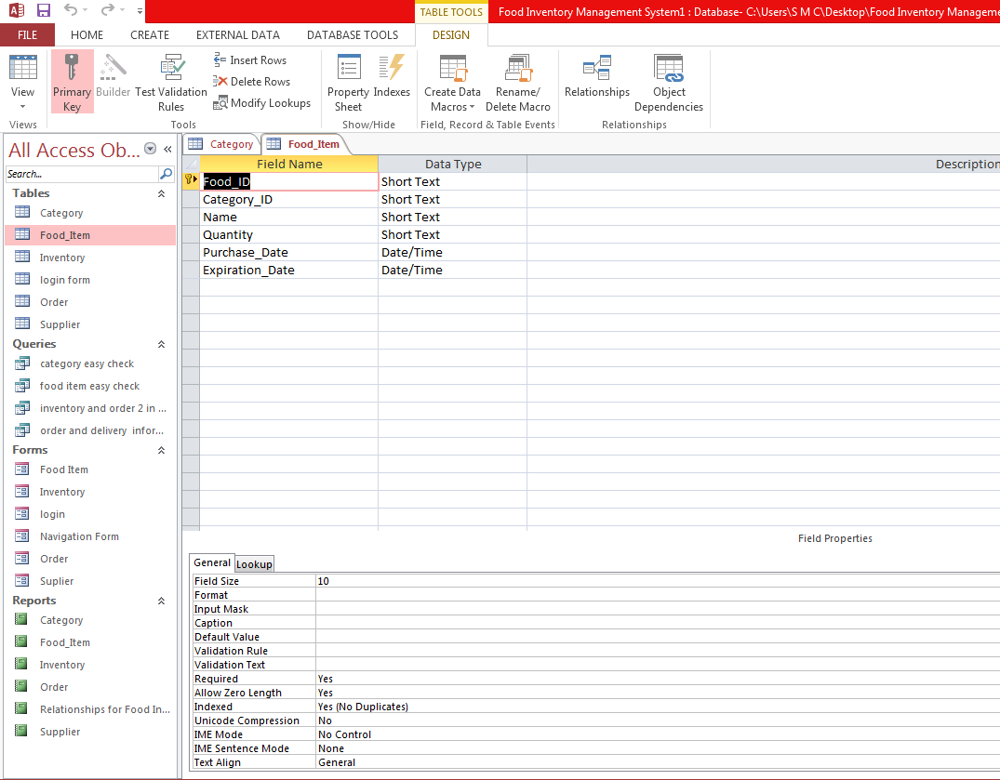 TABLE TOOLS
Food Inventory Management System1 : Database- C:\Users\S M C\Desktop\Food Inventory Manageme
FILE HOME CREATE EXTERNAL DATA DATABASE TOOLS DESIGN
View
Primary Key
Builder
Test Validation Rules
Insert Rows
Delete Rows
Modify Lookups
Property Sheet
Indexes
Create Data Macros
Rename/ Delete Macro
Relationships
Object Dependencies
Views Tools Show/Hide Field, Record & Table Events Relationships
All Access Ob...
Search...
Tables
Category
Food_Item
Inventory
login form
Order
Supplier
Queries
category easy check
food item easy check
inventory and order 2 in ...
order and delivery infor...
Forms
Food Item
Inventory
login
Navigation Form
Order
Suplier
Reports
Category
Food_Item
Inventory
Order
Relationships for Food In...
Supplier
Category Food_Item
Field Name Data Type Description
Food_ID Short Text
Category_ID Short Text
Name Short Text
Quantity Short Text
Purchase_Date Date/Time
Expiration_Date Date/Time
Field Properties
General Lookup
Field Size 10
Format
Input Mask
Caption
Default Value
Validation Rule
Validation Text
Required Yes
Allow Zero Length Yes
Indexed Yes (No Duplicates)
Unicode Compression No
IME Mode No Control
IME Sentence Mode None
Text Align General